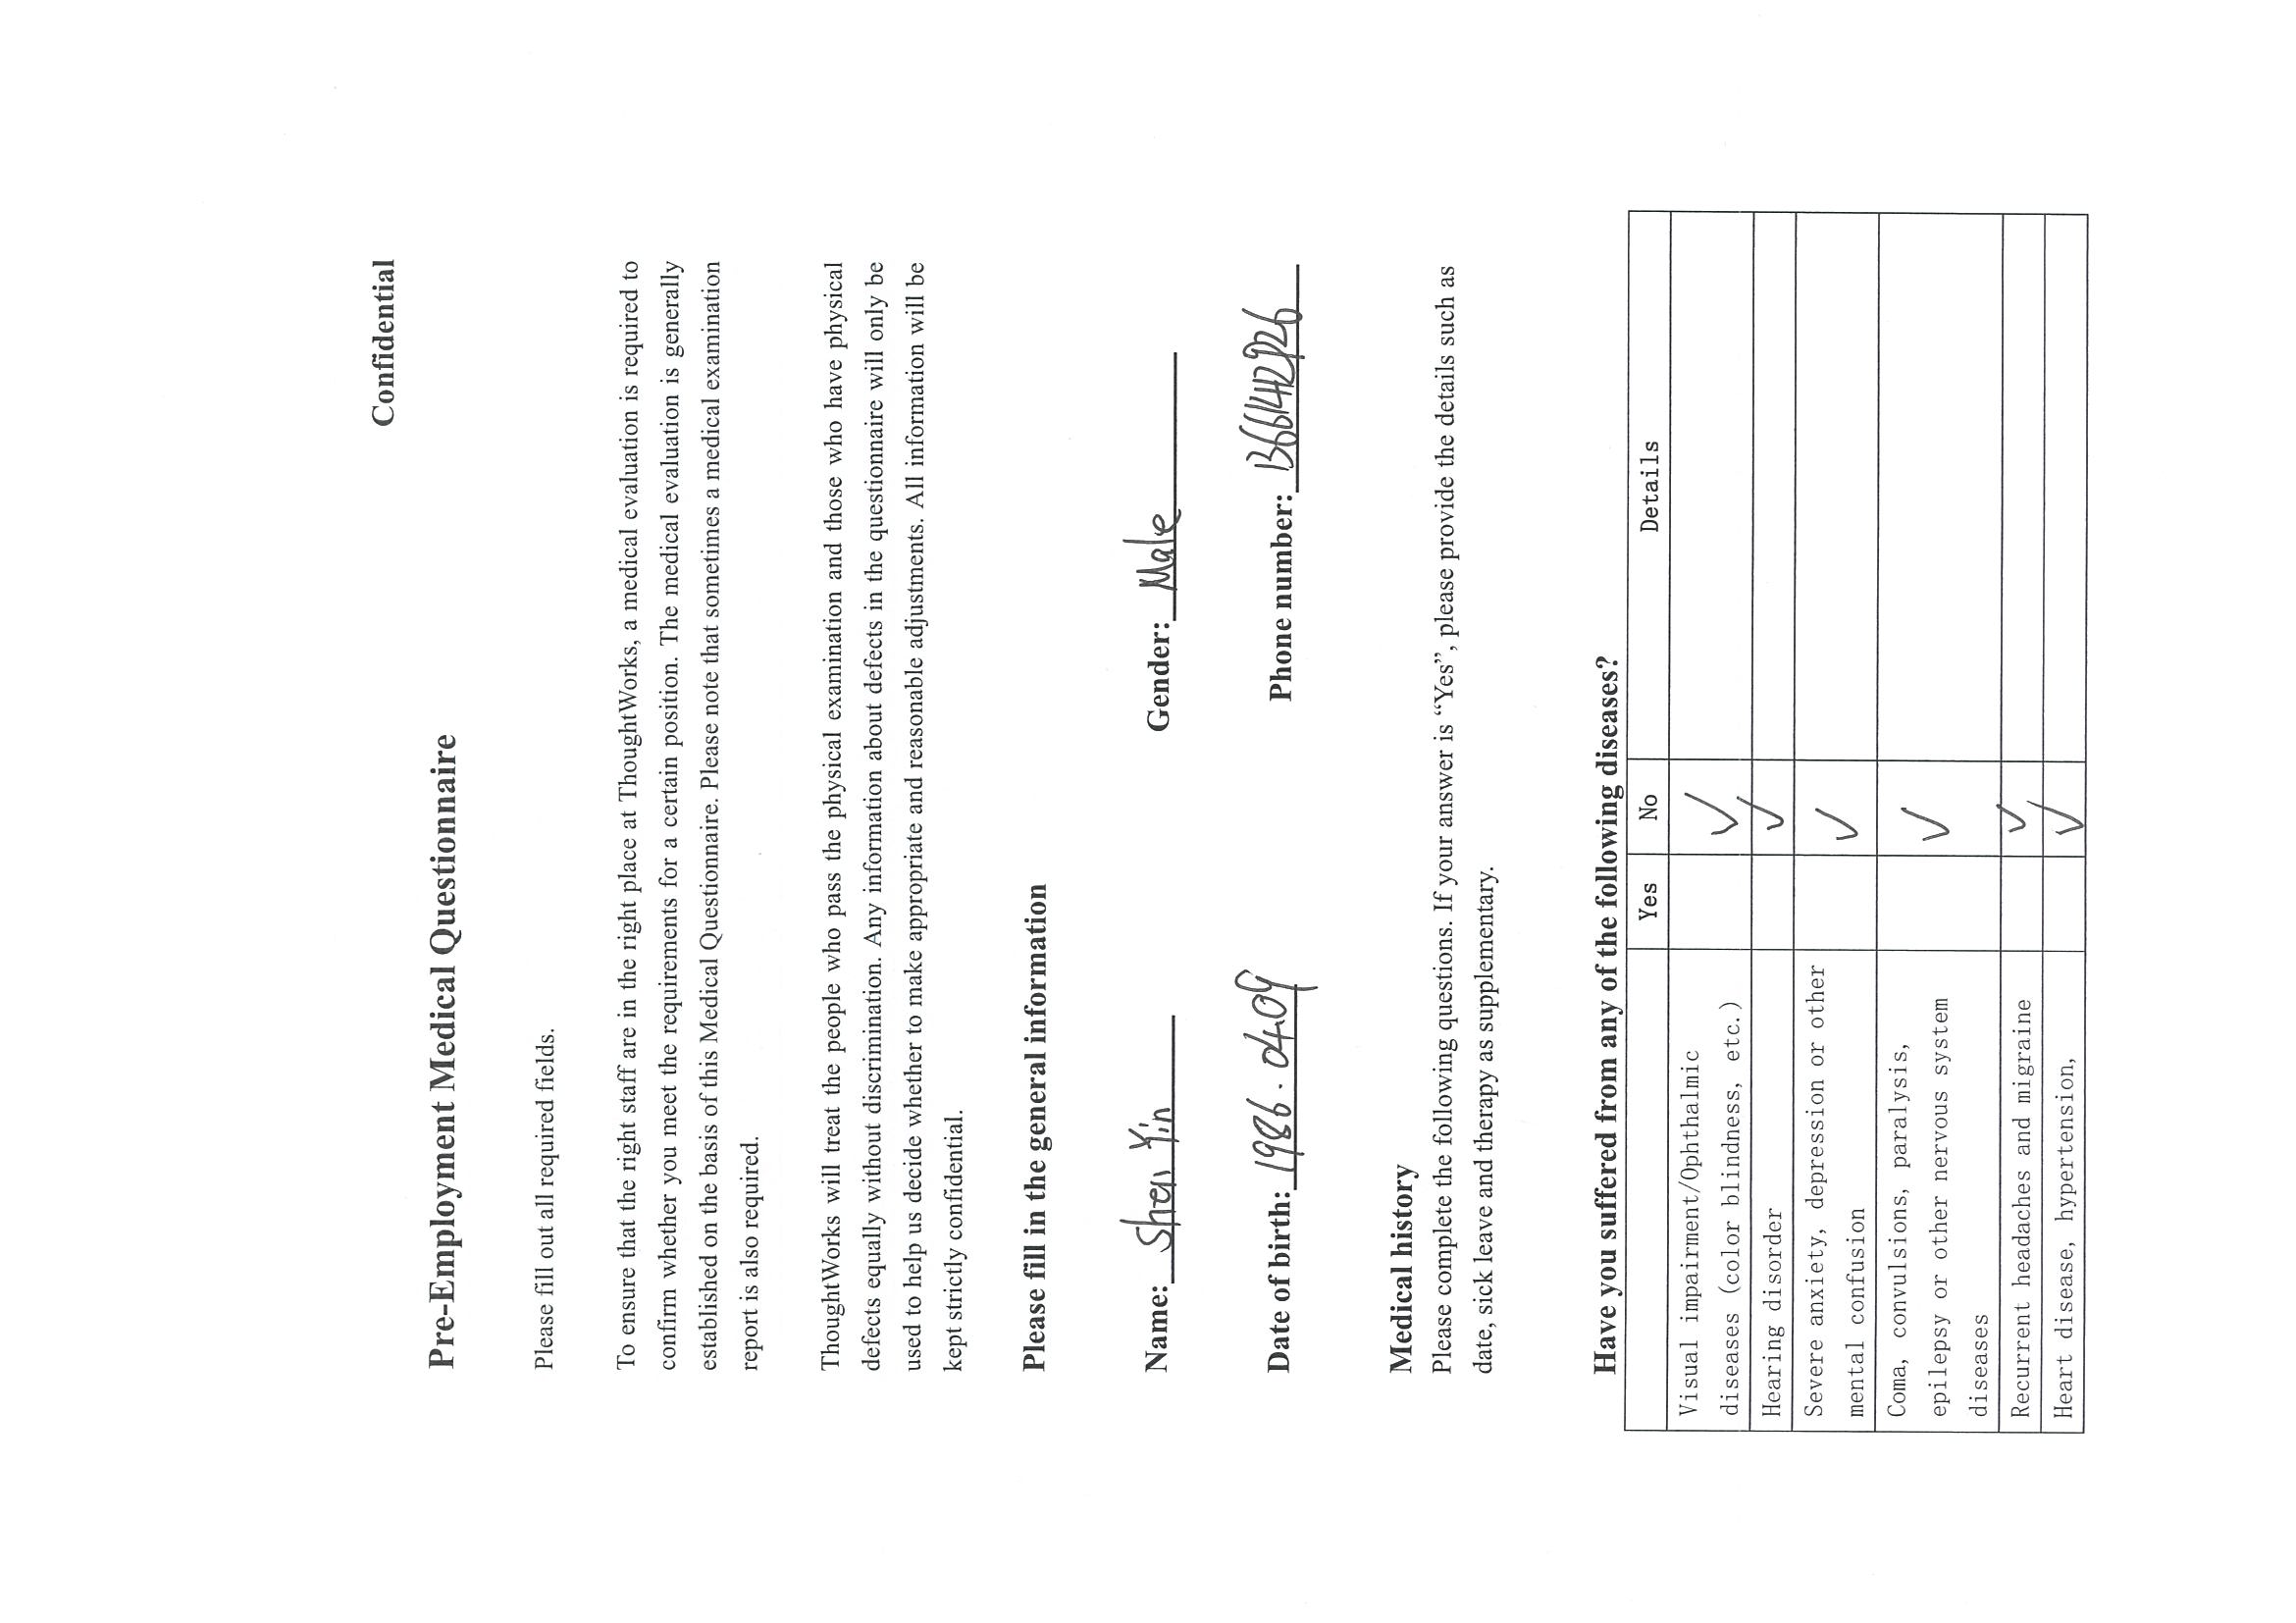 Confidential
Pre-Employment Medical Questionnaire
Please fill out all required fields.
To ensure that the right staff are in the right place at ThoughtWorks, a medical evaluation is required to
confirm whether you meet the requirements for a certain position. The medical evaluation is generally
established on the basis of this Medical Questionnaire. Please note that sometimes a medical examination
report is also required.
ThoughtWorks will treat the people who pass the physical examination and those who have physical
defects equally without discrimination. Any information about defects in the questionnaire will only be
used to help us decide whether to make appropriate and reasonable adjustments. All information will be
kept strictly confidential.
Please fill in the general information
Name: Shen Yin Gender: Male
Date of birth: 1986.04.09 Phone number: 13661442926
Medical history
Please complete the following questions. If your answer is “Yes”, please provide the details such as
date, sick leave and therapy as supplementary.
Have you suffered from any of the following diseases?
Yes No Details
Visual impairment/Ophthalmic
diseases (color blindness, etc.) ✓
Hearing disorder ✓
Severe anxiety, depression or other
mental confusion ✓
Coma, convulsions, paralysis,
epilepsy or other nervous system ✓
diseases
Recurrent headaches and migraine ✓
Heart disease, hypertension, ✓